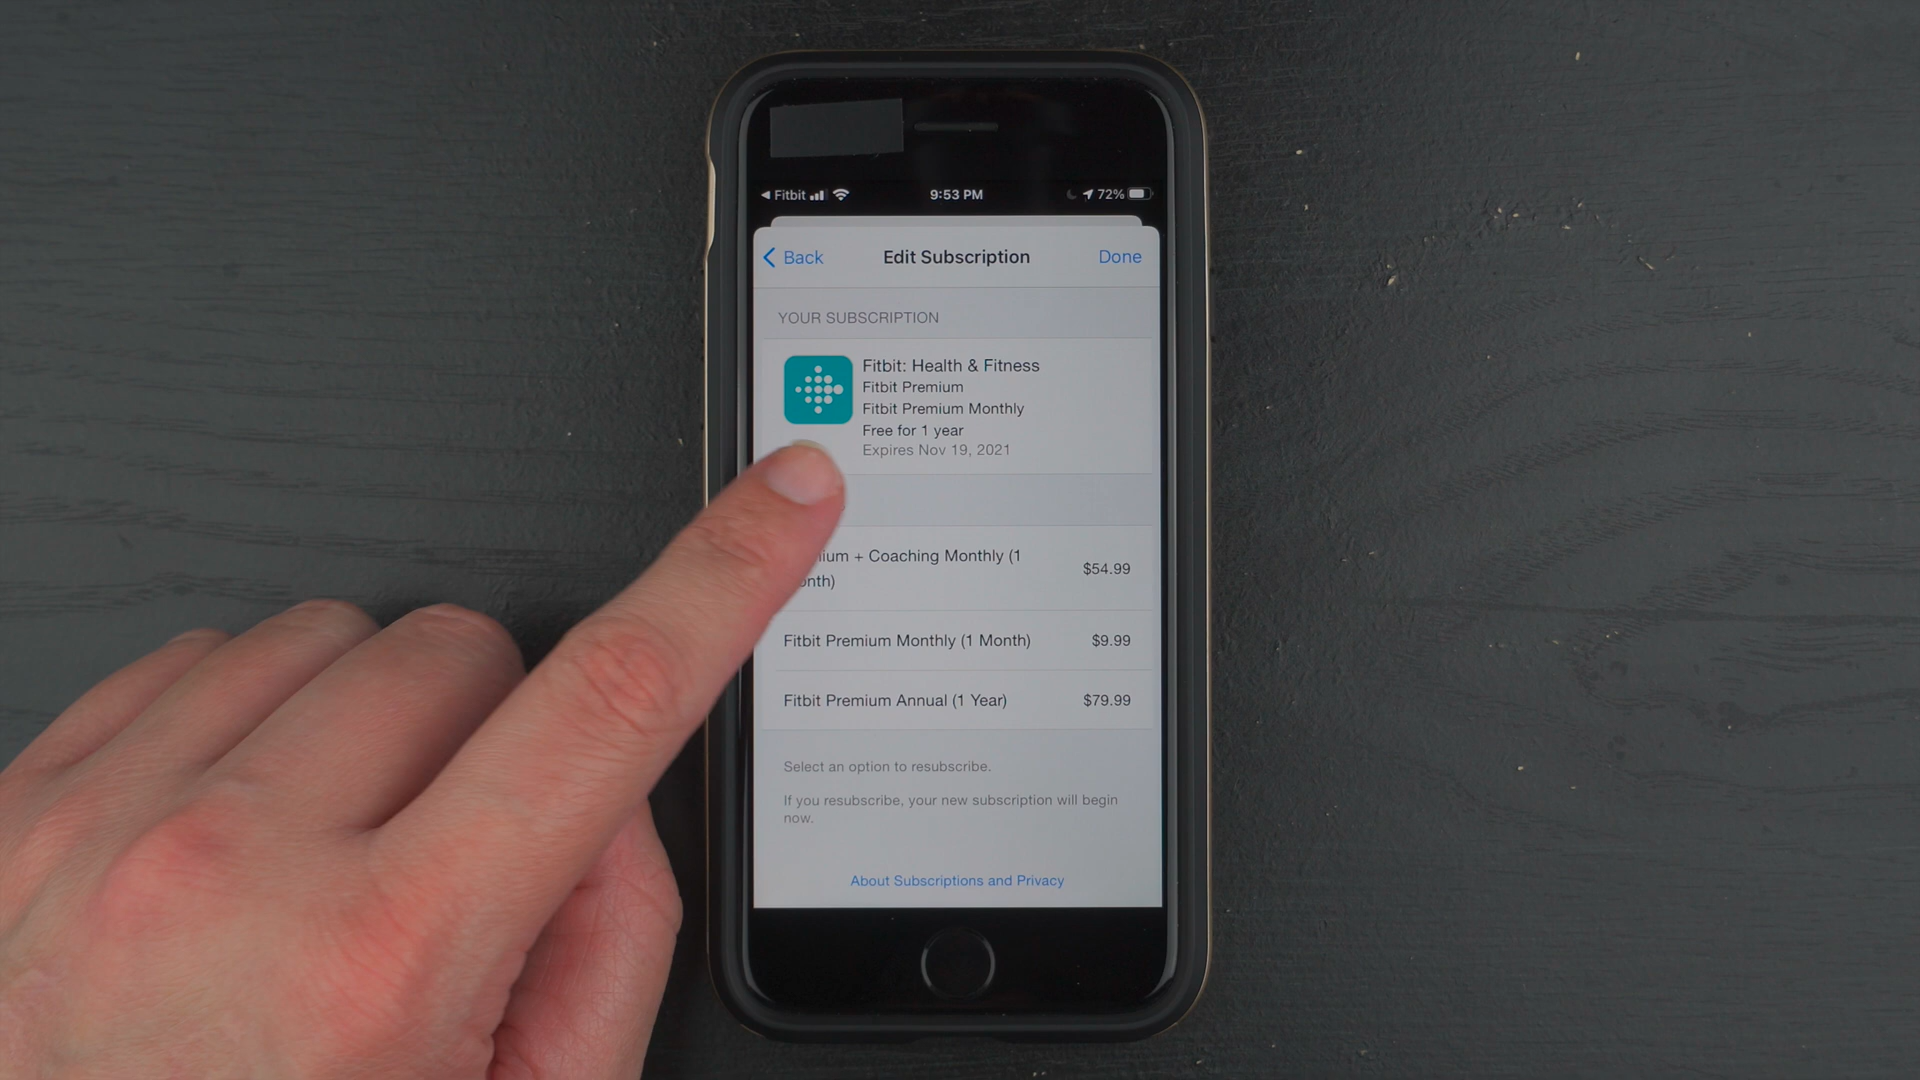 Fitbit
9:53 PM
72%
Back
Edit Subscription
Done
YOUR SUBSCRIPTION
Fitbit: Health & Fitness
Fitbit Premium
Fitbit Premium Monthly
Free for 1 year
Expires Nov 19, 2021
+ Coaching Monthly (1
$54.99
Fitbit Premium Monthly (1 Month)
$9.99
Fitbit Premium Annual (1 Year)
$79.99
Select an option to resubscribe.
If you resubscribe, your new subscription will begin
now.
About Subscriptions and Privacy